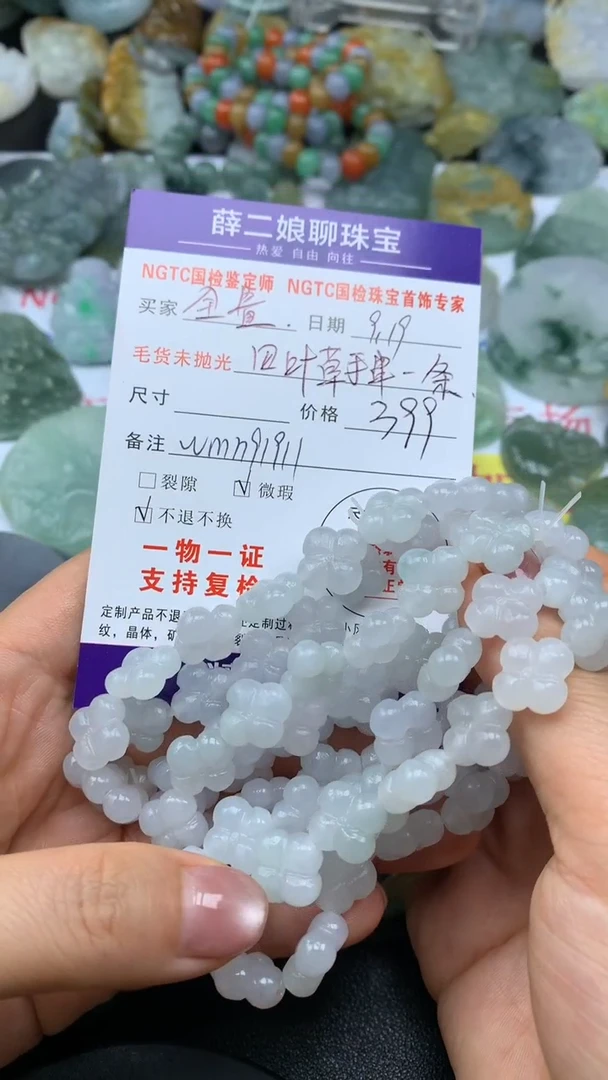 薛二娘聊珠宝
热爱 自由 向往
NGTC国检鉴定师 NGTC国检珠宝首饰专家
买家 日期 9.19
毛货未抛光 四叶草手串一条
尺寸 价格 399
备注 wmn91911
裂隙 微瑕
不退不换
一物一证
支持复检
定制产品不退 定制过
纹，晶体，矿